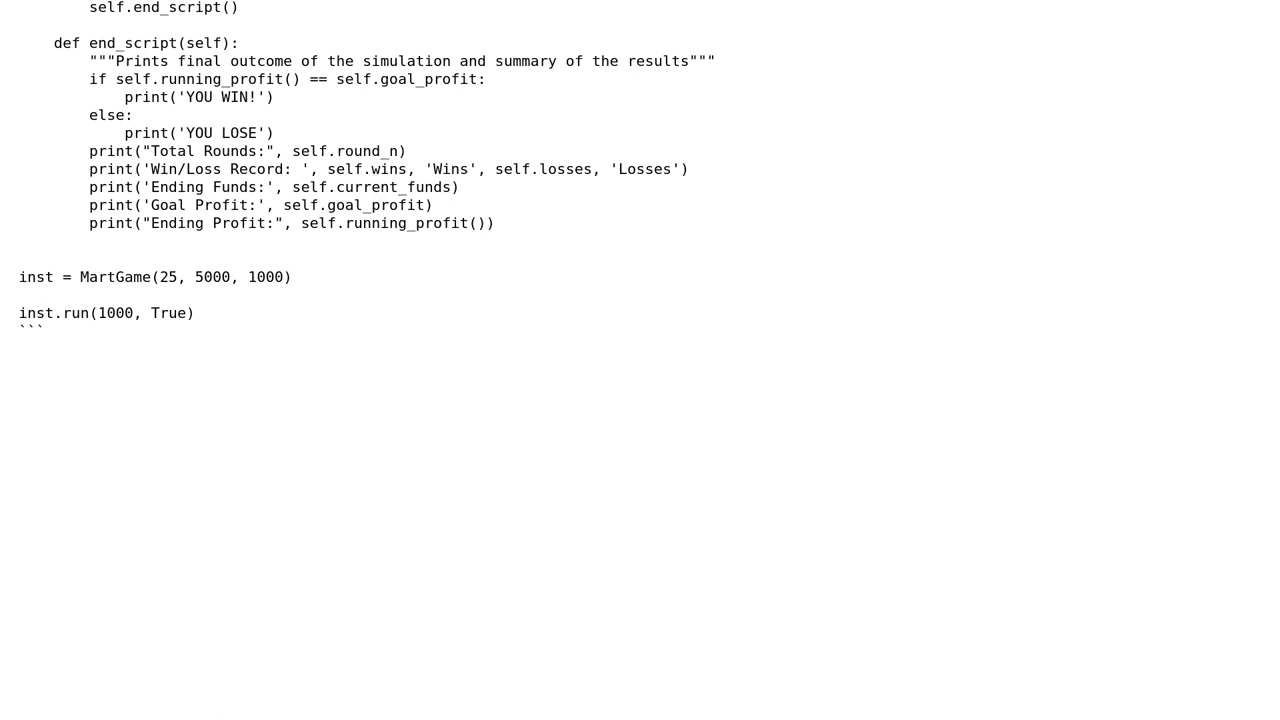 self.end_script()

    def end_script(self):
        """Prints final outcome of the simulation and summary of the results"""
        if self.running_profit() == self.goal_profit:
            print('YOU WIN!')
        else:
            print('YOU LOSE')
        print("Total Rounds:", self.round_n)
        print('Win/Loss Record: ', self.wins, 'Wins', self.losses, 'Losses')
        print('Ending Funds:', self.current_funds)
        print('Goal Profit:', self.goal_profit)
        print("Ending Profit:", self.running_profit())


inst = MartGame(25, 5000, 1000)

inst.run(1000, True)
```